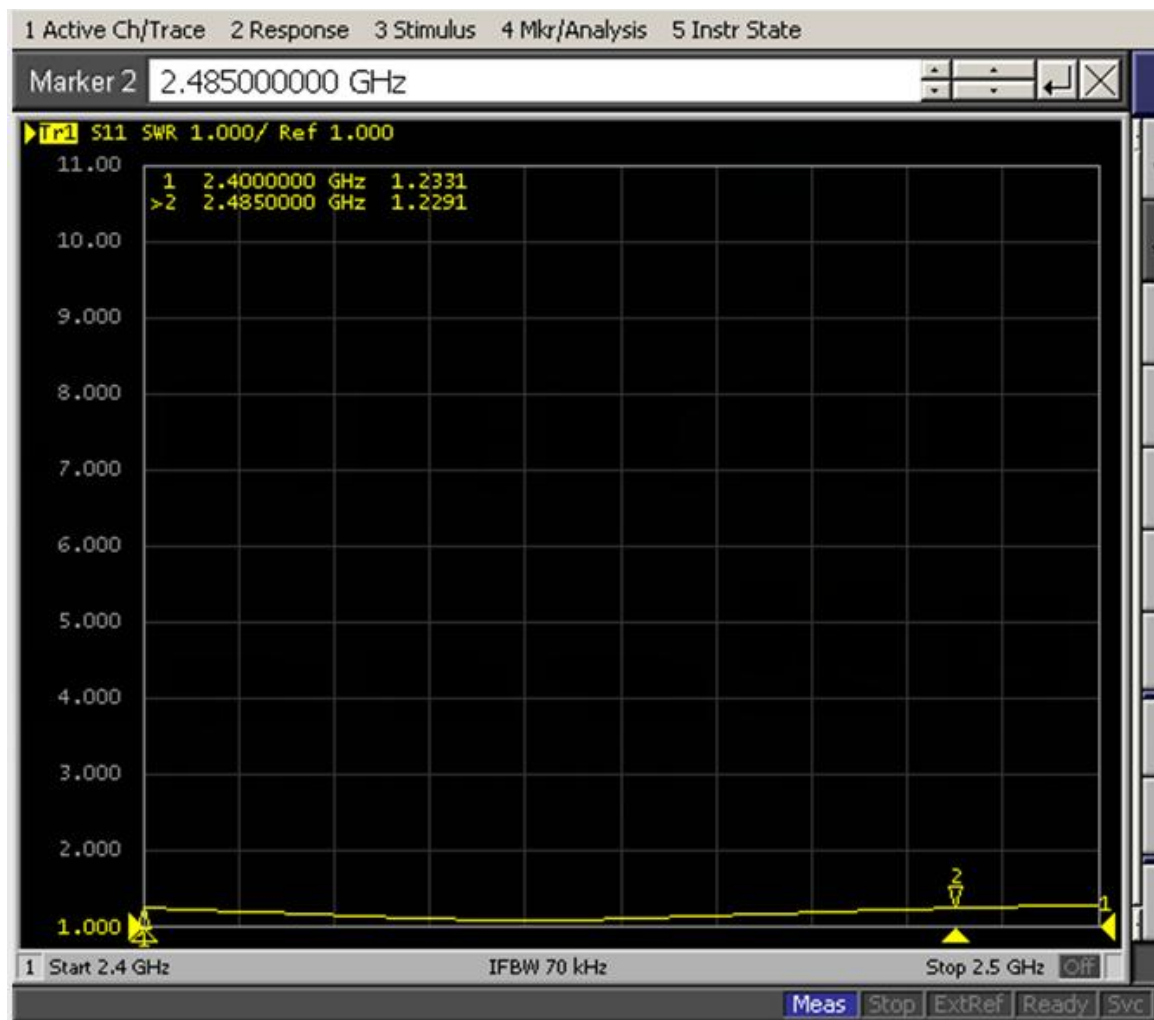 1 Active Ch/Trace 2 Response 3 Stimulus 4 Mkr/Analysis 5 Instr State
Marker 2 2.485000000 GHz
Tr1 S11 SWR 1.000/ Ref 1.000
11.00
1 2.4000000 GHz 1.2331
>2 2.4850000 GHz 1.2291
10.00
9.000
8.000
7.000
6.000
5.000
4.000
3.000
2.000
2
1
1.000
1
1 Start 2.4 GHz IFBW 70 kHz Stop 2.5 GHz Off
Meas Stop ExtRef Ready Svc